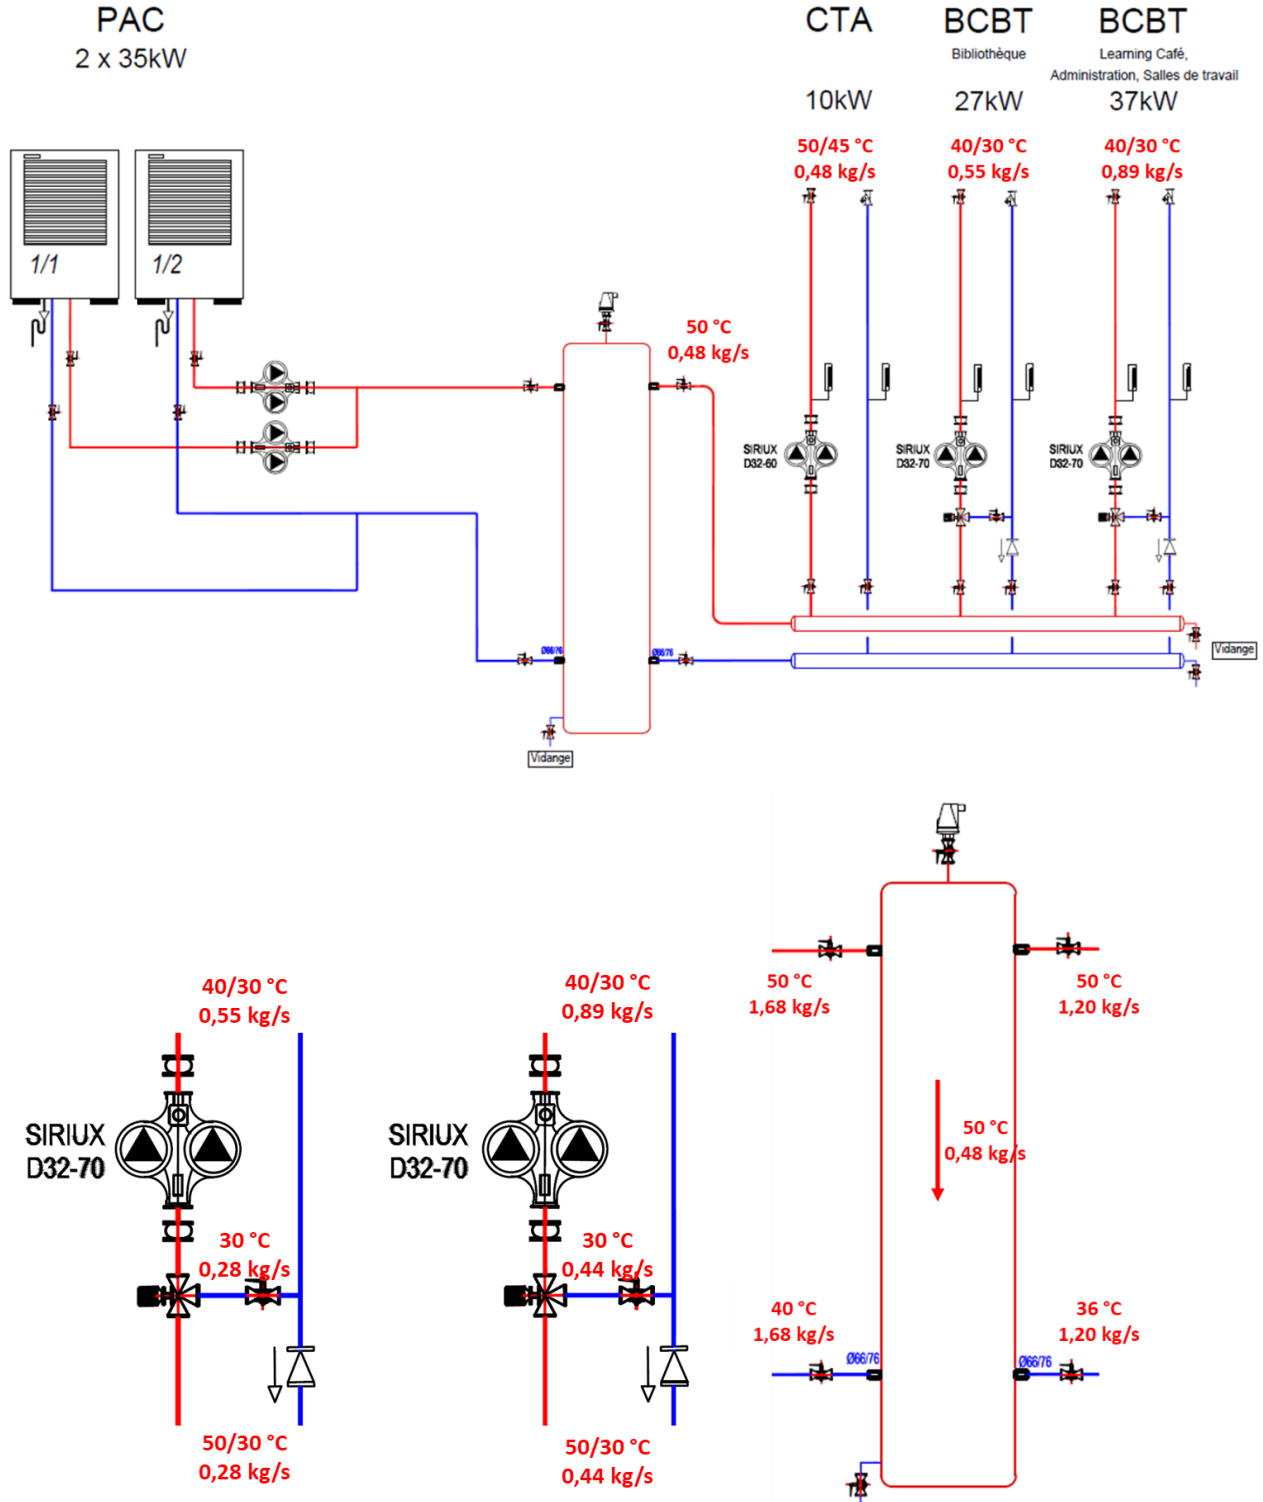 PAC
2 x 35kW
CTA
10kW
50/45 °C
0,48 kg/s
BCBT
Bibliothèque
27kW
40/30 °C
0,55 kg/s
BCBT
Learning Café,
Administration, Salles de travail
37kW
40/30 °C
0,89 kg/s
1/1
1/2
50 °C
0,48 kg/s
SIRIUX
D32-60
SIRIUX
D32-70
SIRIUX
D32-70
Ø66/76
Ø66/76
Vidange
Vidange
40/30 °C
0,55 kg/s
SIRIUX
D32-70
30 °C
0,28 kg/s
50/30 °C
0,28 kg/s
40/30 °C
0,89 kg/s
SIRIUX
D32-70
30 °C
0,44 kg/s
50/30 °C
0,44 kg/s
50 °C
1,68 kg/s
50 °C
1,20 kg/s
50 °C
0,48 kg/s
40 °C
1,68 kg/s
36 °C
1,20 kg/s
Ø66/76
Ø66/76